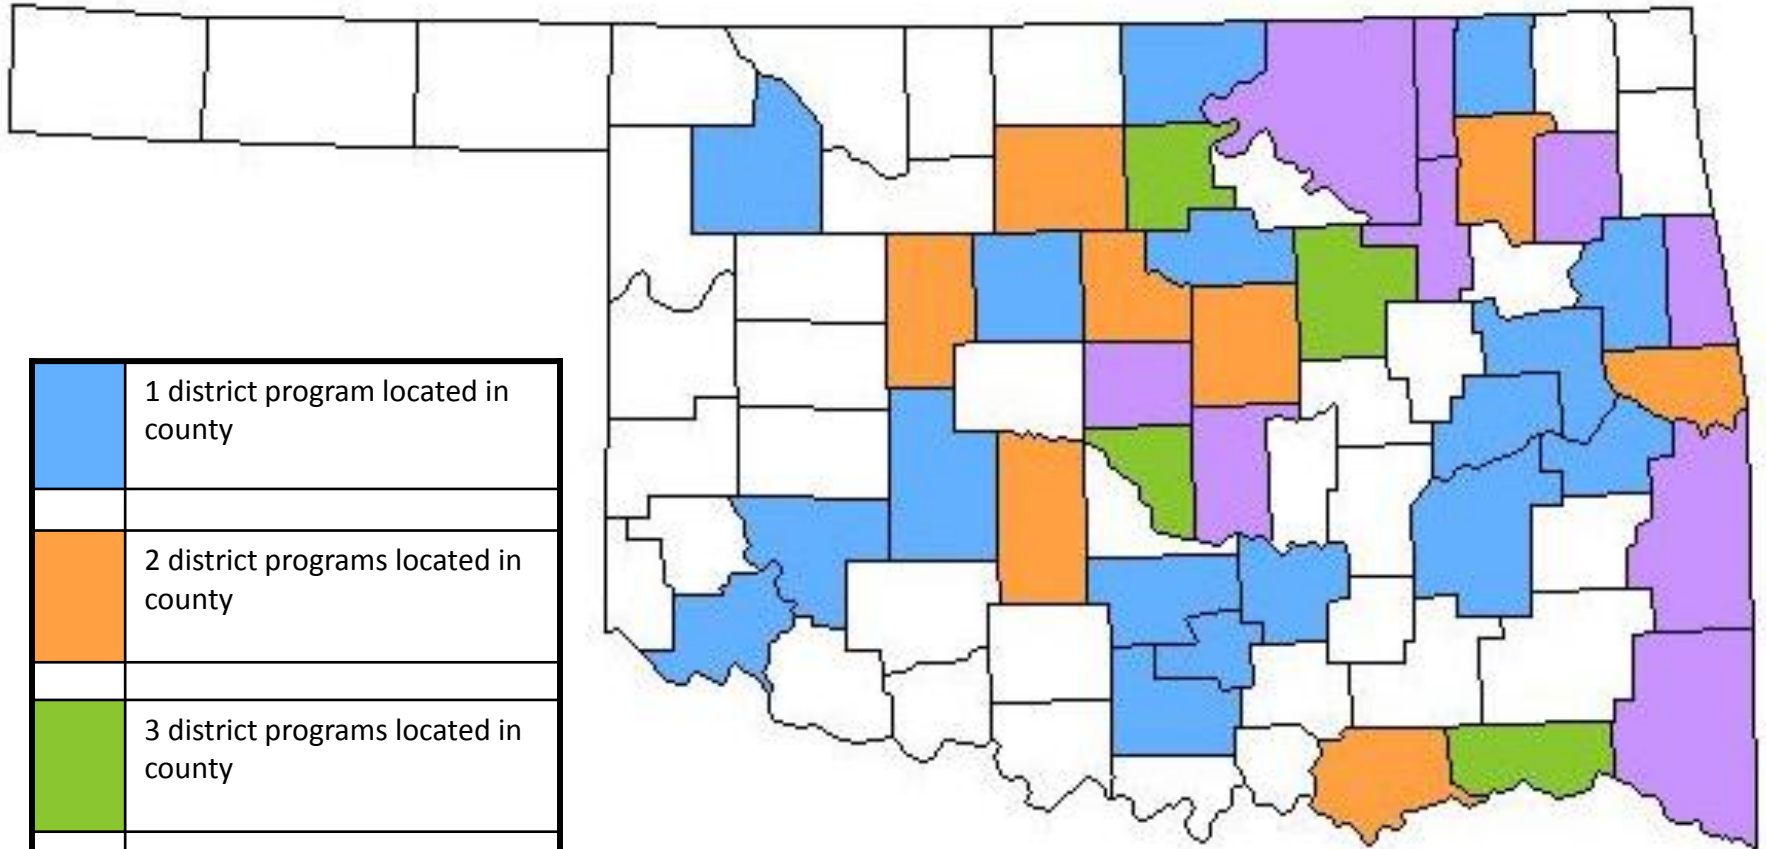 1 district program located in
county
2 district programs located in
county
3 district programs located in
county